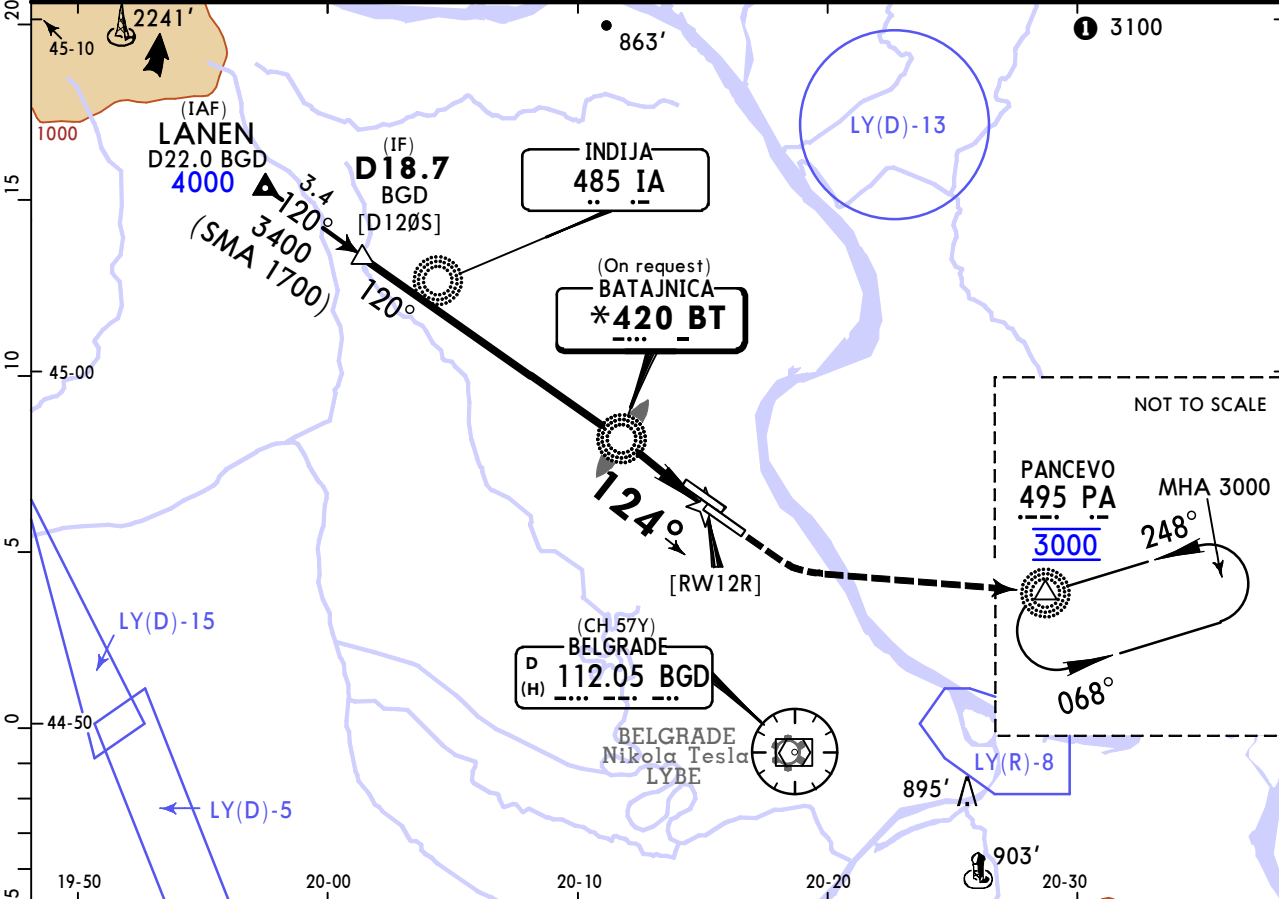 20
2241'
45-10
863'
❶ 3100
1000
(IAF)
LANEN
D22.0 BGD
4000
(IF)
D18.7
BGD
[D120S]
3.4
120°
3400
(SMA 1700)
120°
INDIJA
485 IA
LY(D)-13
15
(On request)
BATAJNICA
*420 BT
10
45-00
NOT TO SCALE
PANCEVO
495 PA
3000
MHA 3000
248°
068°
124°
[RW12R]
5
LY(D)-15
(CH 57Y)
BELGRADE
D
(H)
112.05 BGD
BELGRADE
Nikola Tesla
LYBE
0
44-50
LY(R)-8
895'
LY(D)-5
903'
5
19-50
20-00
20-10
20-20
20-30